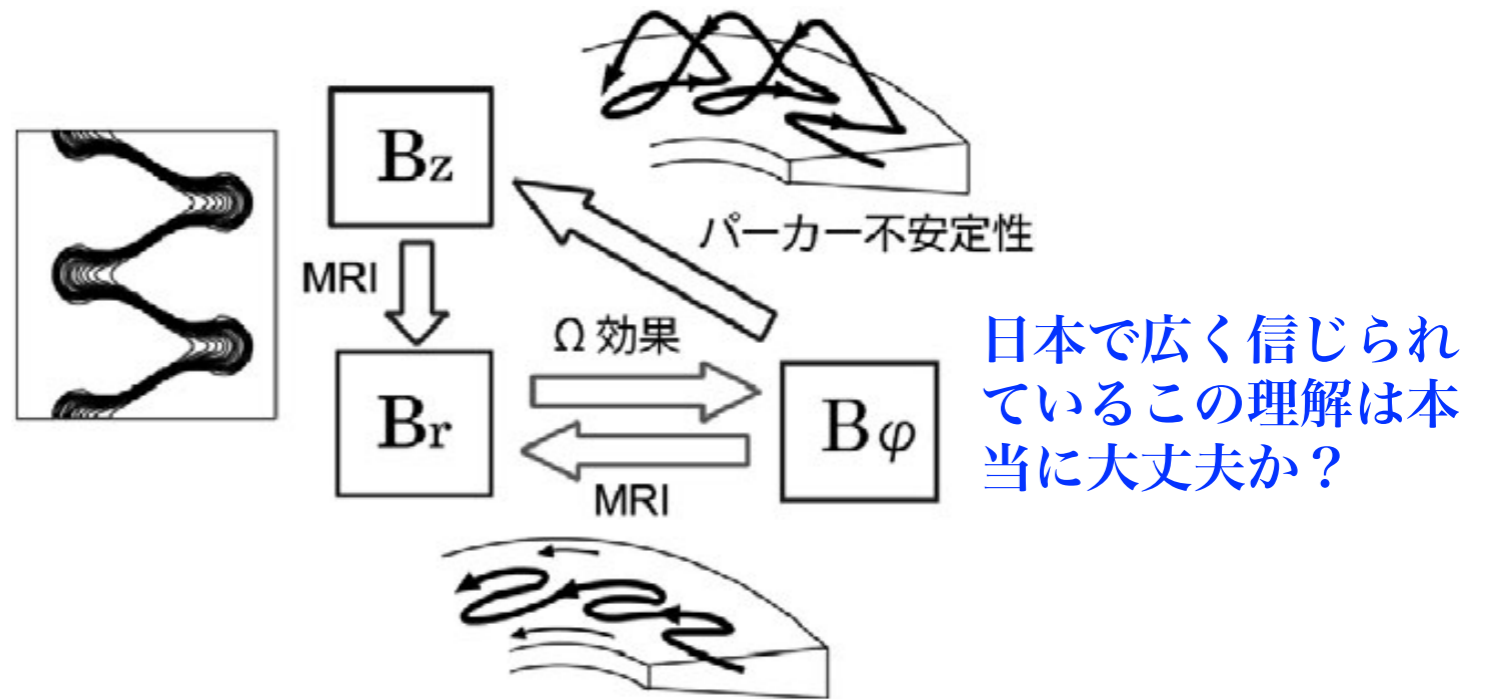 Bz
パーカー不安定性
MRI
Ω 効果
Br
Bφ
MRI
日本で広く信じられ
ているこの理解は本
当に大丈夫か？